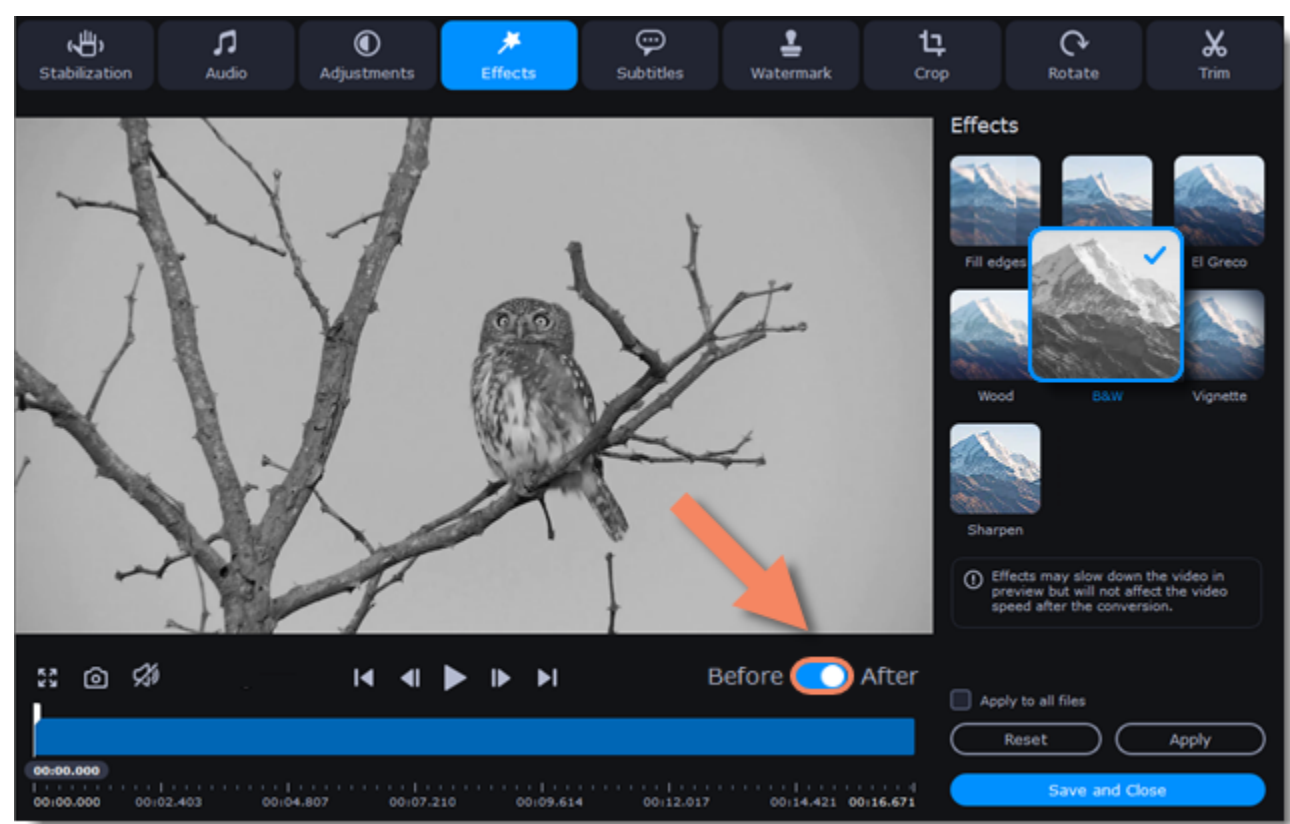 Stabilization
Audio
Adjustments
Effects
Subtitles
Watermark
Crop
Rotate
Trim
Effects
Fill edges
El Greco
Wood
B&W
Vignette
Sharpen
Effects may slow down the video in
preview but will not affect the video
speed after the conversion.
Before
After
Apply to all files
Reset
Apply
Save and Close
00:00.000
00:00.000
00:02.403
00:04.807
00:07.210
00:09.614
00:12.017
00:14.421
00:16.671